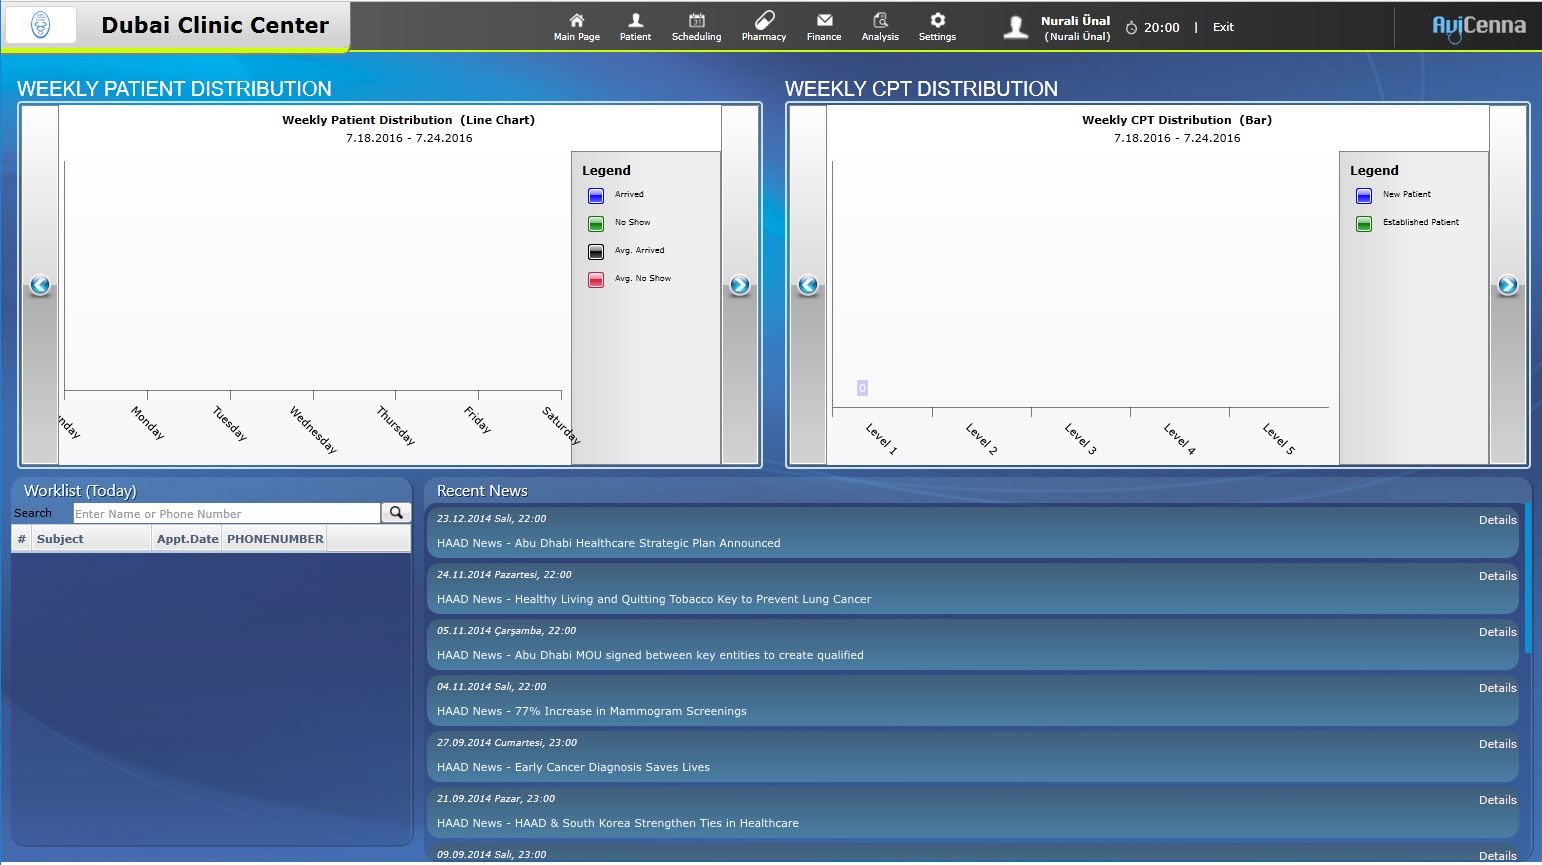 Dubai Clinic Center
Main Page
Patient
Scheduling
Pharmacy
Finance
Analysis
Settings
Nurali Ünal
(Nurali Ünal)
20:00 | Exit
AviCenna
WEEKLY PATIENT DISTRIBUTION
Weekly Patient Distribution (Line Chart)
7.18.2016 - 7.24.2016
Legend
Arrived
No Show
Avg. Arrived
Avg. No Show
Monday
Tuesday
Wednesday
Thursday
Friday
Saturday
WEEKLY CPT DISTRIBUTION
Weekly CPT Distribution (Bar)
7.18.2016 - 7.24.2016
Legend
New Patient
Established Patient
0
Level 1
Level 2
Level 3
Level 4
Level 5
Worklist (Today)
Search Enter Name or Phone Number
# Subject Appt.Date PHONENUMBER
Recent News
23.12.2014 Salı, 22:00
Details
HAAD News - Abu Dhabi Healthcare Strategic Plan Announced
24.11.2014 Pazartesi, 22:00
Details
HAAD News - Healthy Living and Quitting Tobacco Key to Prevent Lung Cancer
05.11.2014 Çarşamba, 22:00
Details
HAAD News - Abu Dhabi MOU signed between key entities to create qualified
04.11.2014 Salı, 22:00
Details
HAAD News - 77% Increase in Mammogram Screenings
27.09.2014 Cumartesi, 23:00
Details
HAAD News - Early Cancer Diagnosis Saves Lives
21.09.2014 Pazar, 23:00
Details
HAAD News - HAAD & South Korea Strengthen Ties in Healthcare
09.09.2014 Salı, 23:00
Details